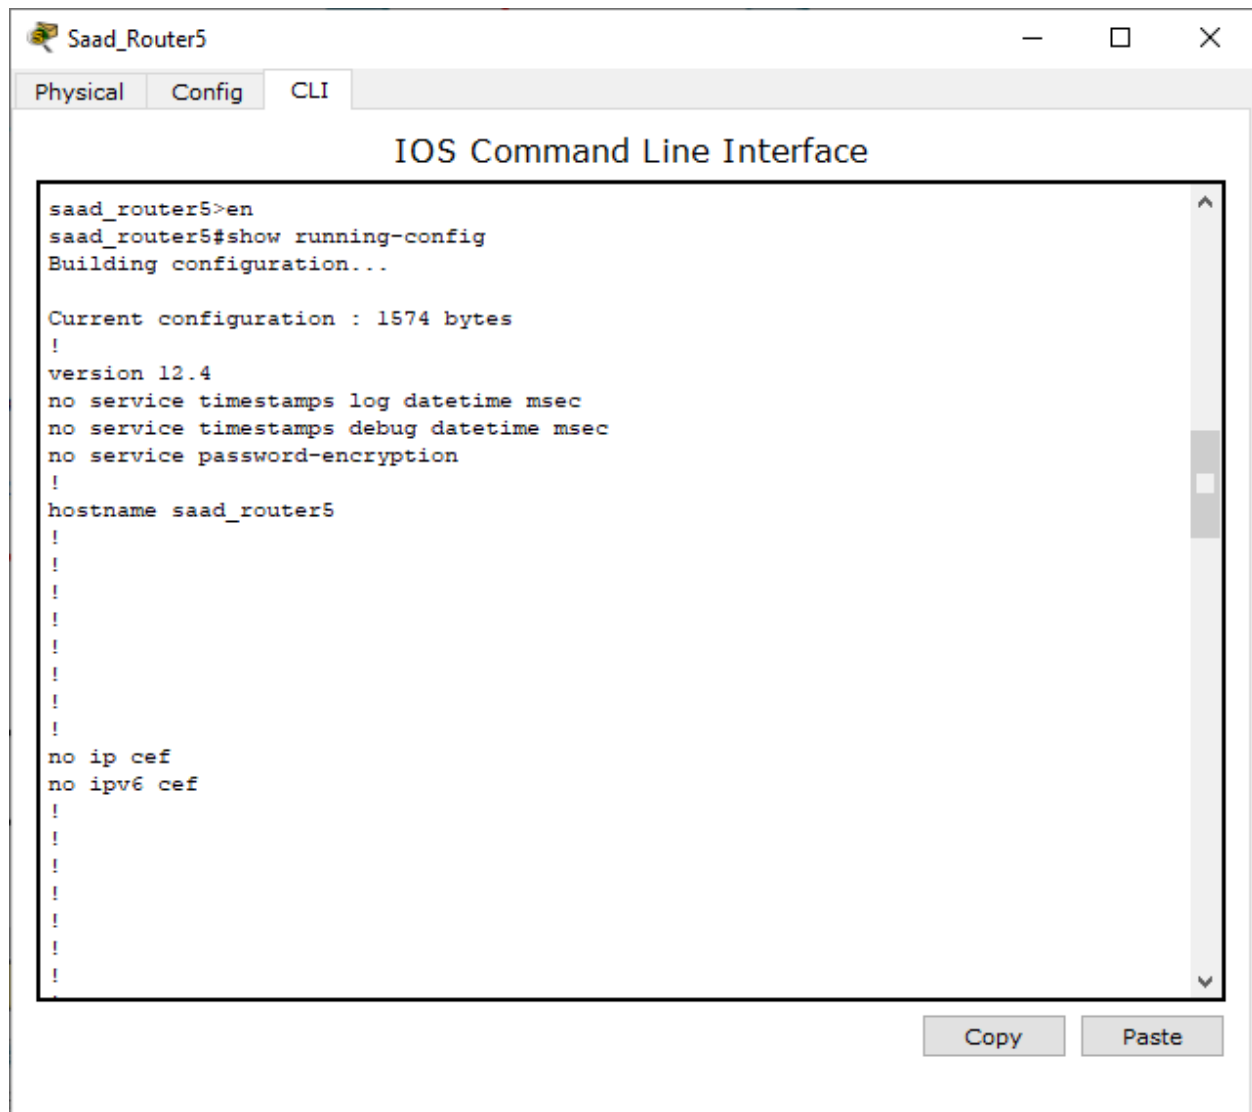 Saad_Router5
Physical Config CLI
IOS Command Line Interface
saad_router5>en
saad_router5#show running-config
Building configuration...
Current configuration : 1574 bytes
!
version 12.4
no service timestamps log datetime msec
no service timestamps debug datetime msec
no service password-encryption
!
hostname saad_router5
!
!
!
!
!
!
!
!
no ip cef
no ipv6 cef
!
!
!
!
!
!
!
Copy Paste